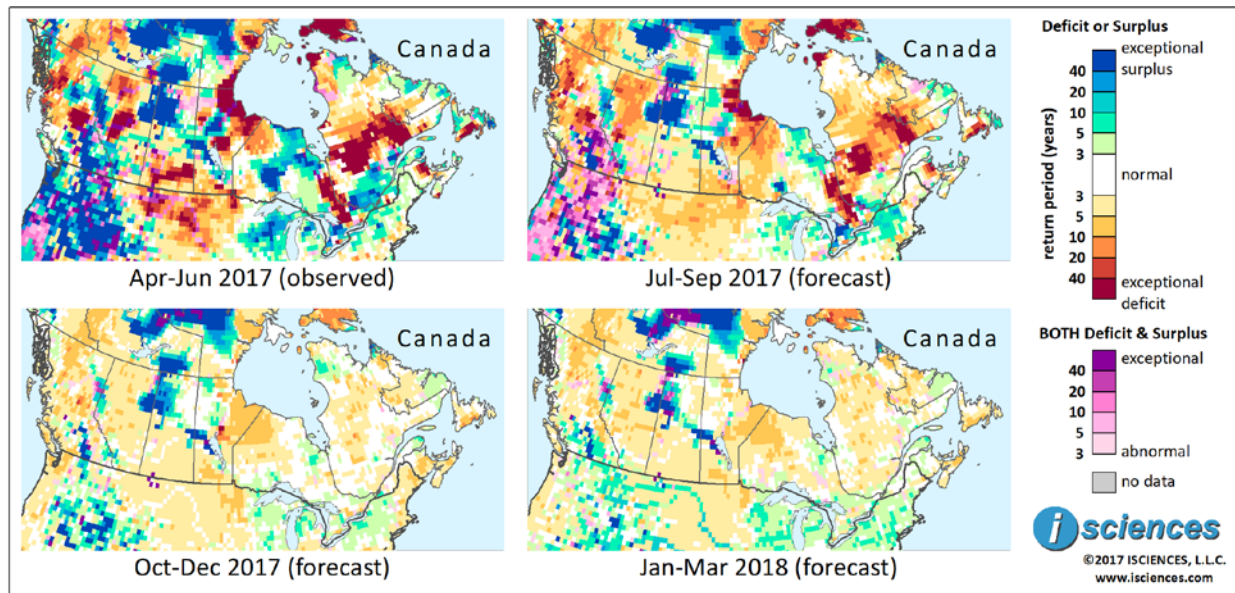 Canada
Apr-Jun 2017 (observed)
Canada
Jul-Sep 2017 (forecast)
Canada
Oct-Dec 2017 (forecast)
Canada
Jan-Mar 2018 (forecast)
Deficit or Surplus
return period (years)
exceptional
surplus
40
20
10
5
3
normal
3
5
10
20
40
exceptional
deficit
BOTH Deficit & Surplus
exceptional
40
20
10
5
3
abnormal
no data
i sciences
©2017 ISCIENCES, L.L.C.
www.isciences.com